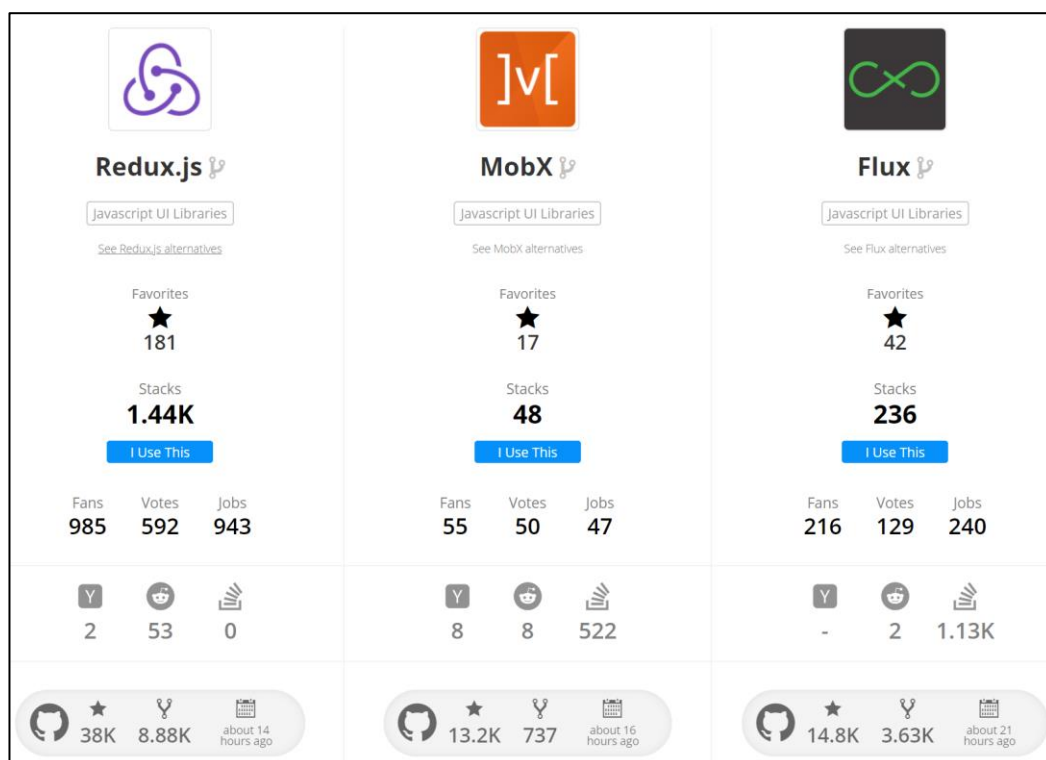 ]v[
Redux.js
MobX
Flux
Javascript UI Libraries
Javascript UI Libraries
Javascript UI Libraries
See Redux.js alternatives
See MobX alternatives
See Flux alternatives
Favorites
Favorites
Favorites
181
17
42
Stacks
Stacks
Stacks
1.44K
48
236
I Use This
I Use This
I Use This
Fans Votes Jobs
Fans Votes Jobs
Fans Votes Jobs
985 592 943
55 50 47
216 129 240
Y
Y
Y
2 53 0
8 8 522
- 2 1.13K
38K 8.88K about 14
hours ago
13.2K 737 about 16
hours ago
14.8K 3.63K about 21
hours ago